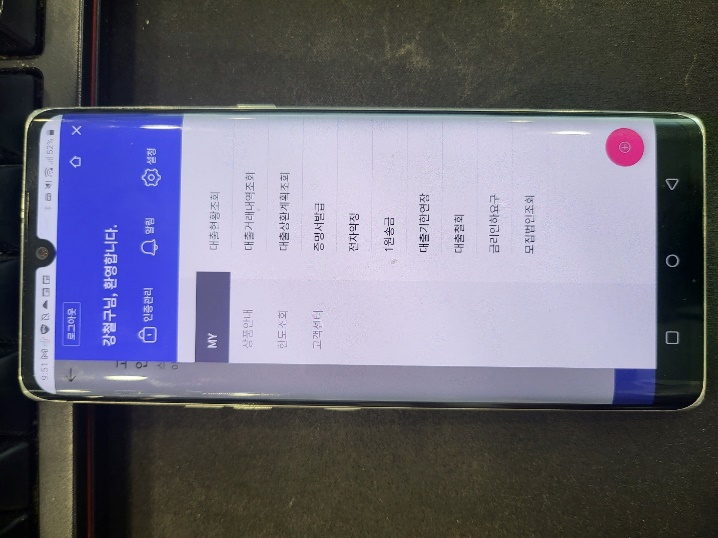 9:51
52%
로그아웃
강철구님, 환영합니다.
인증관리
알림
설정
MY
상품안내
한도조회
고객센터
대출현황조회
대출거래내역조회
대출상환계획조회
증명서발급
전자약정
1원송금
대출기한연장
대출철회
금리인하요구
모집법인조회